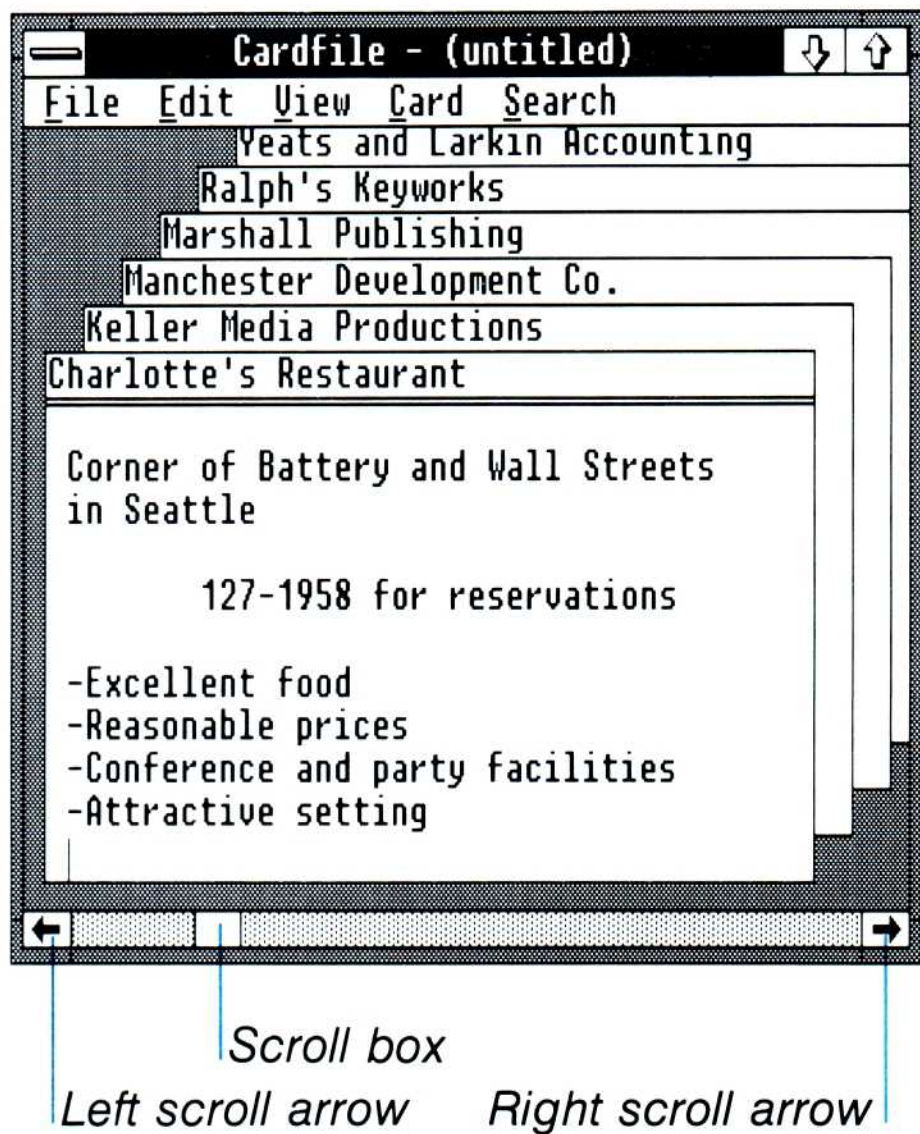 Cardfile - (untitled)
File Edit View Card Search
Yeats and Larkin Accounting
Ralph's Keyworks
Marshall Publishing
Manchester Development Co.
Keller Media Productions
Charlotte's Restaurant
Corner of Battery and Wall Streets
in Seattle
127-1958 for reservations
-Excellent food
-Reasonable prices
-Conference and party facilities
-Attractive setting
Scroll box
Left scroll arrow Right scroll arrow